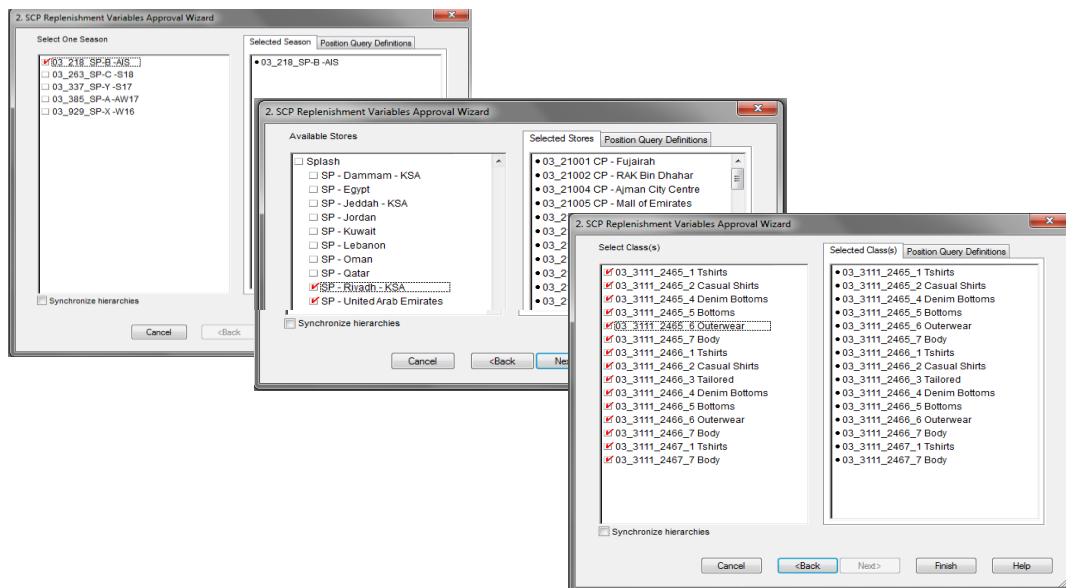 2. SCP Replenishment Variables Approval Wizard
Select One Season
03_218_SP-B -AIS
03_263_SP-C -S18
03_337_SP-Y -S17
03_385_SP-A -AW17
03_929_SP-X -W16
Synchronize hierarchies
Selected Season
Position Query Definitions
03_218_SP-B -AIS
Cancel
<Back
2. SCP Replenishment Variables Approval Wizard
Available Stores
Splash
SP - Dammam - KSA
SP - Egypt
SP - Jeddah - KSA
SP - Jordan
SP - Kuwait
SP - Lebanon
SP - Oman
SP - Qatar
SP - Riyadh - KSA
SP - United Arab Emirates
Synchronize hierarchies
Selected Stores
Position Query Definitions
03_21001 CP - Fujairah
03_21002 CP - RAK Bin Dhahar
03_21004 CP - Ajman City Centre
03_21005 CP - Mall of Emirates
Cancel
<Back
2. SCP Replenishment Variables Approval Wizard
Select Class(s)
03_3111_2465_1 Tshirts
03_3111_2465_2 Casual Shirts
03_3111_2465_4 Denim Bottoms
03_3111_2465_5 Bottoms
03_3111_2465_6 Outerwear
03_3111_2465_7 Body
03_3111_2466_1 Tshirts
03_3111_2466_2 Casual Shirts
03_3111_2466_3 Tailored
03_3111_2466_4 Denim Bottoms
03_3111_2466_5 Bottoms
03_3111_2466_6 Outerwear
03_3111_2466_7 Body
03_3111_2467_1 Tshirts
03_3111_2467_7 Body
Synchronize hierarchies
Selected Class(s)
Position Query Definitions
03_3111_2465_1 Tshirts
03_3111_2465_2 Casual Shirts
03_3111_2465_4 Denim Bottoms
03_3111_2465_5 Bottoms
03_3111_2465_6 Outerwear
03_3111_2465_7 Body
03_3111_2466_1 Tshirts
03_3111_2466_2 Casual Shirts
03_3111_2466_3 Tailored
03_3111_2466_4 Denim Bottoms
03_3111_2466_5 Bottoms
03_3111_2466_6 Outerwear
03_3111_2466_7 Body
03_3111_2467_1 Tshirts
03_3111_2467_7 Body
Cancel
<Back
Next>
Finish
Help